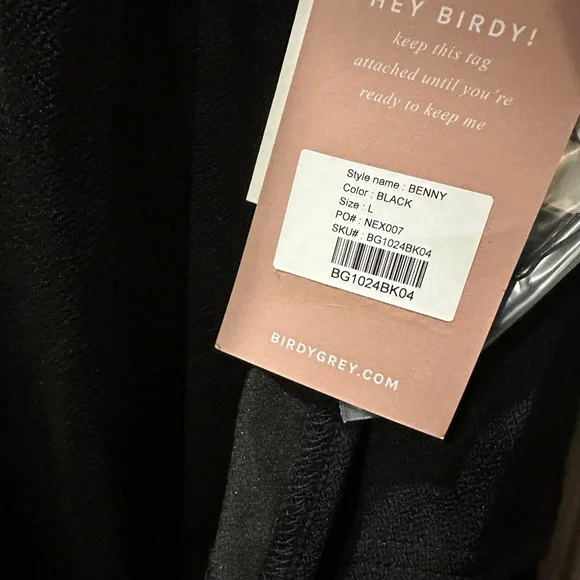 HEY BIRDY!
keep this tag
attached until you're
ready to keep me
Style name : BENNY
Color : BLACK
Size : L
PO# : NEX007
SKU# : BG1024BK04
BG1024BK04
BIRDYGREY.COM